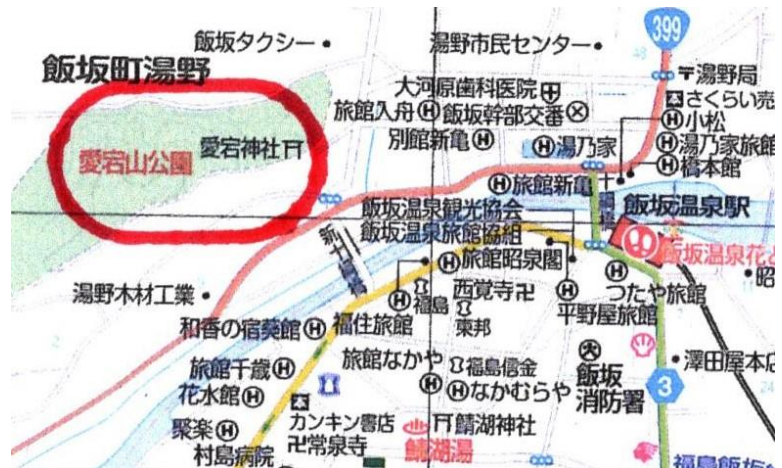 飯坂タクシー
湯野市民センター
399
飯坂町湯野
〒湯野局
大河原歯科医院
さくらい売
旅館入舟
飯坂幹部交番
小松
愛宕神社
別館新亀
湯乃家
湯乃家旅館
愛宕山公園
橋本館
旅館新亀
飯坂温泉駅
飯坂温泉観光協会
飯坂温泉旅館協組
飯坂温泉花
旅館昭泉閣
昭
湯野木材工業
福島
西覚寺
つたや旅館
東邦
平野屋旅館
和香の宿葵館
福住旅館
旅館なかや
福島信金
澤田屋本店
旅館千歳
飯坂
消防署
花水館
なかむらや
3
カンキン書店
鯖湖神社
聚楽
常泉寺
鯖湖湯
村島病院
福島飯坂